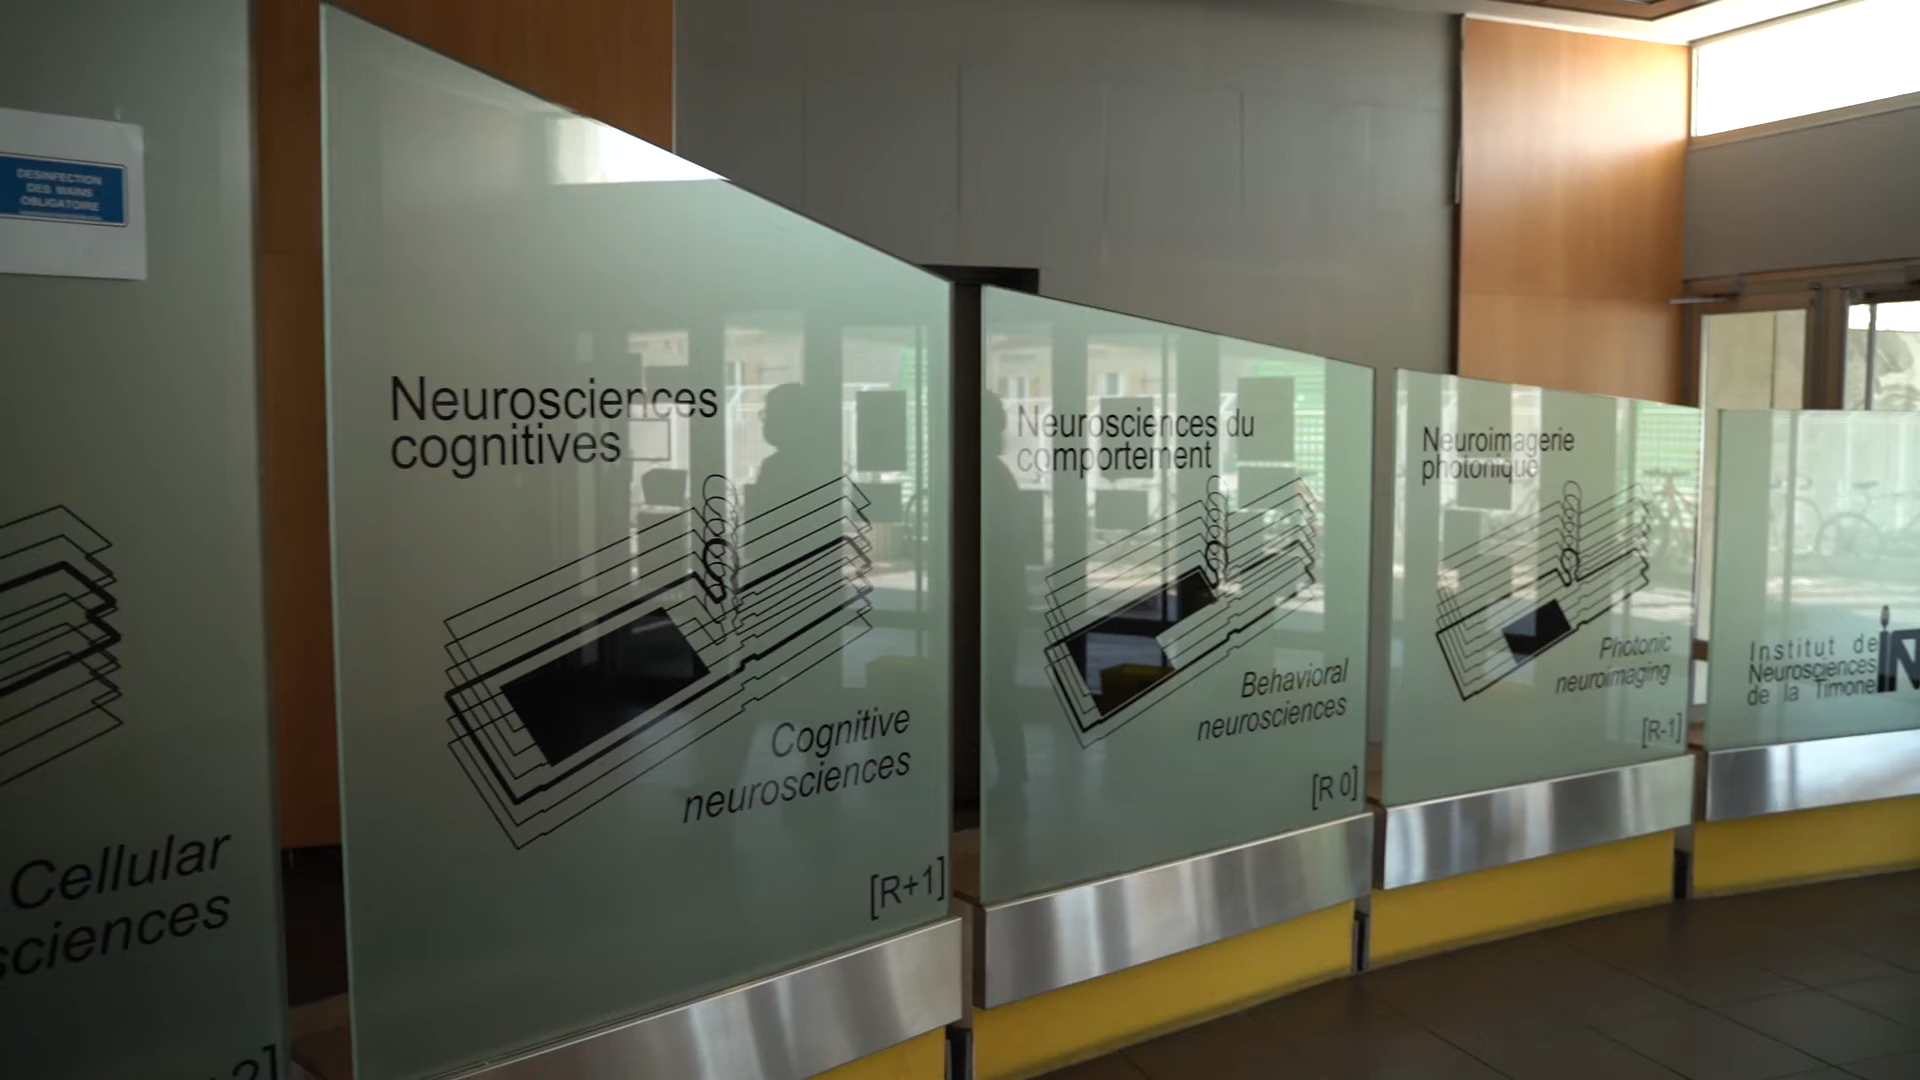 DESINFECTION
DES MAINS
OBLIGATOIRE
Cellular
sciences
2]
Neurosciences
cognitives
Cognitive
neurosciences
[R+1]
Neurosciences du
comportement
Behavioral
neurosciences
[R 0]
Neuroimagerie
photonique
Photonic
neuroimaging
[R-1]
Institut de
Neurosciences
de la Timone